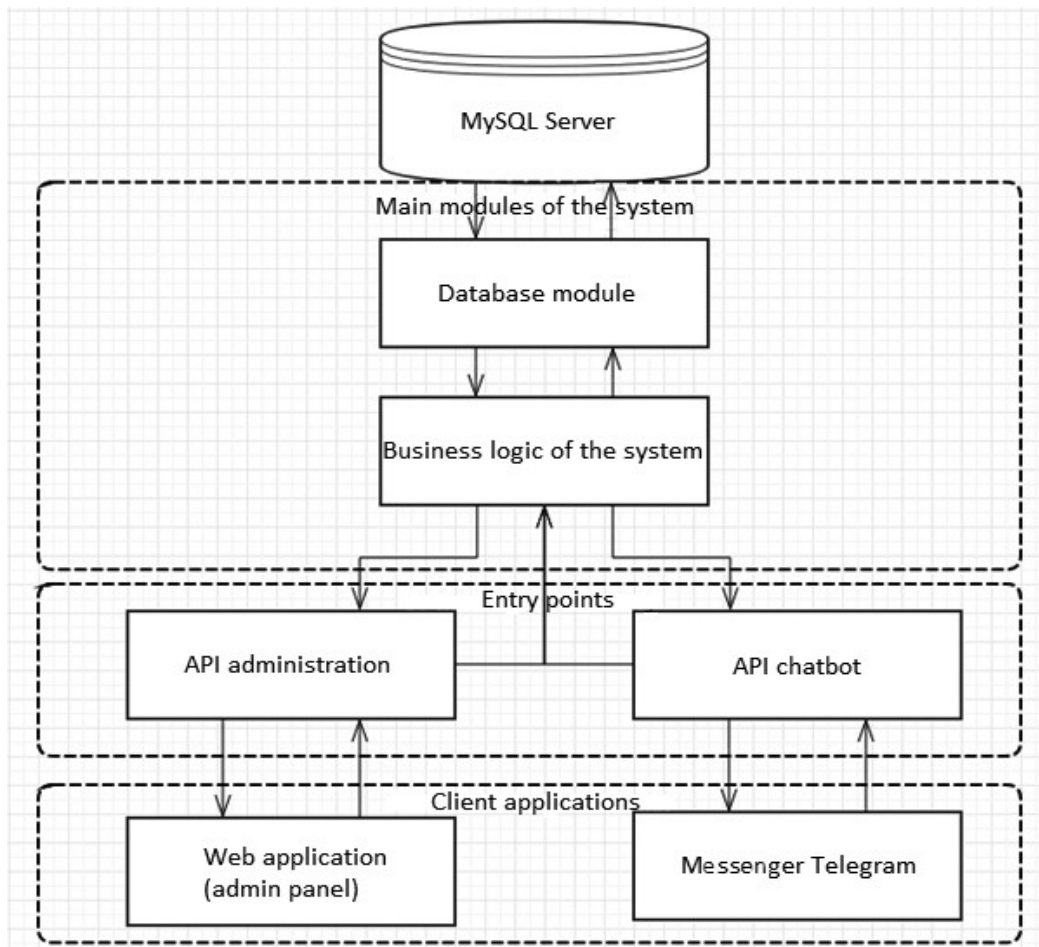 MySQL Server
Main modules of the system
Database module
Business logic of the system
Entry points
API administration
API chatbot
Client applications
Web application
(admin panel)
Messenger Telegram